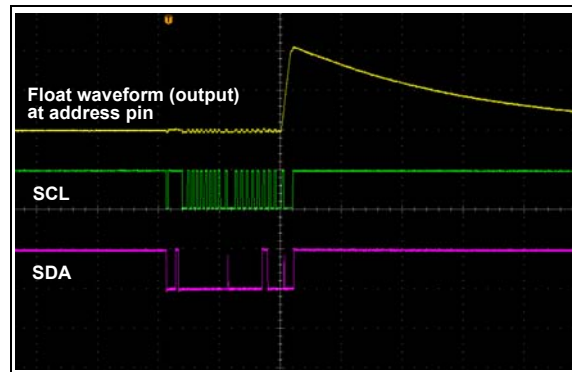 T
Float waveform (output)
at address pin
SCL
SDA